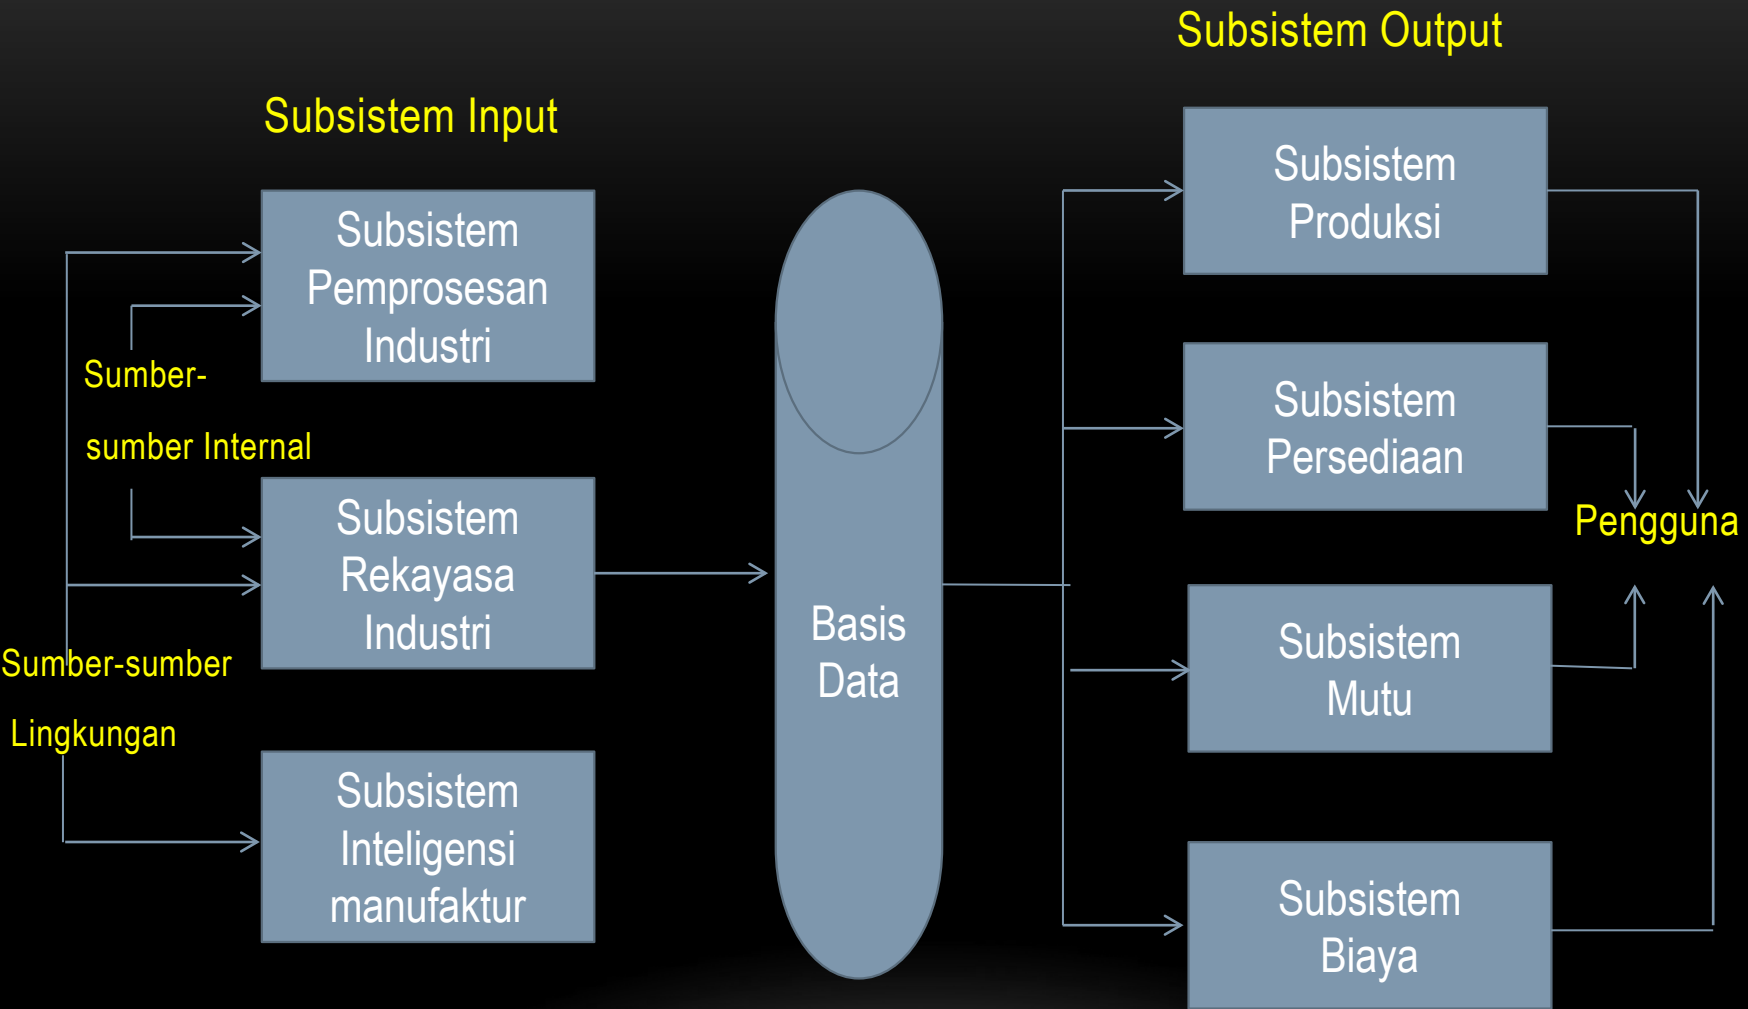 Subsistem Output
Subsistem Input
Subsistem
Pemprosesan
Industri
Sumber-
sumber Internal
Subsistem
Rekayasa
Industri
Sumber-sumber
Lingkungan
Subsistem
Inteligensi
manufaktur
Basis
Data
Subsistem
Produksi
Subsistem
Persediaan
Pengguna
Subsistem
Mutu
Subsistem
Biaya